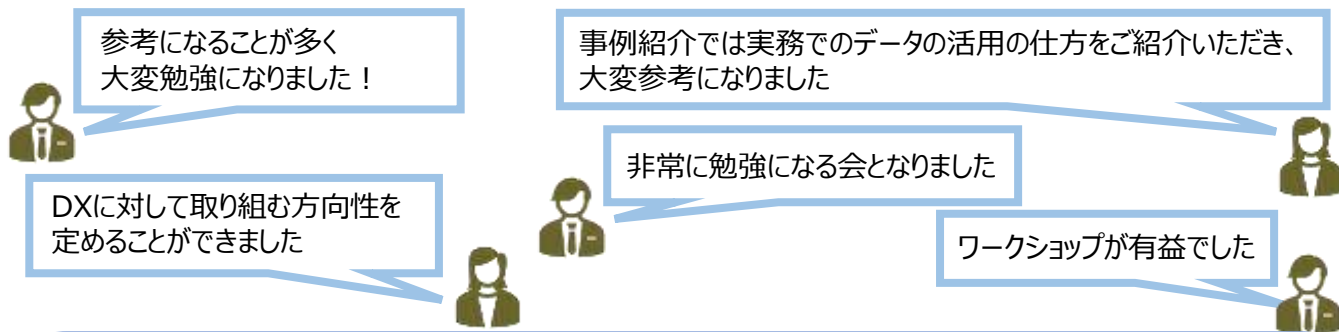 参考になることが多く
大変勉強になりました！
事例紹介では実務でのデータの活用の仕方をご紹介いただき、
大変参考になりました
非常に勉強になる会となりました
DXに対して取り組む方向性を
定めることができました
ワークショップが有益でした